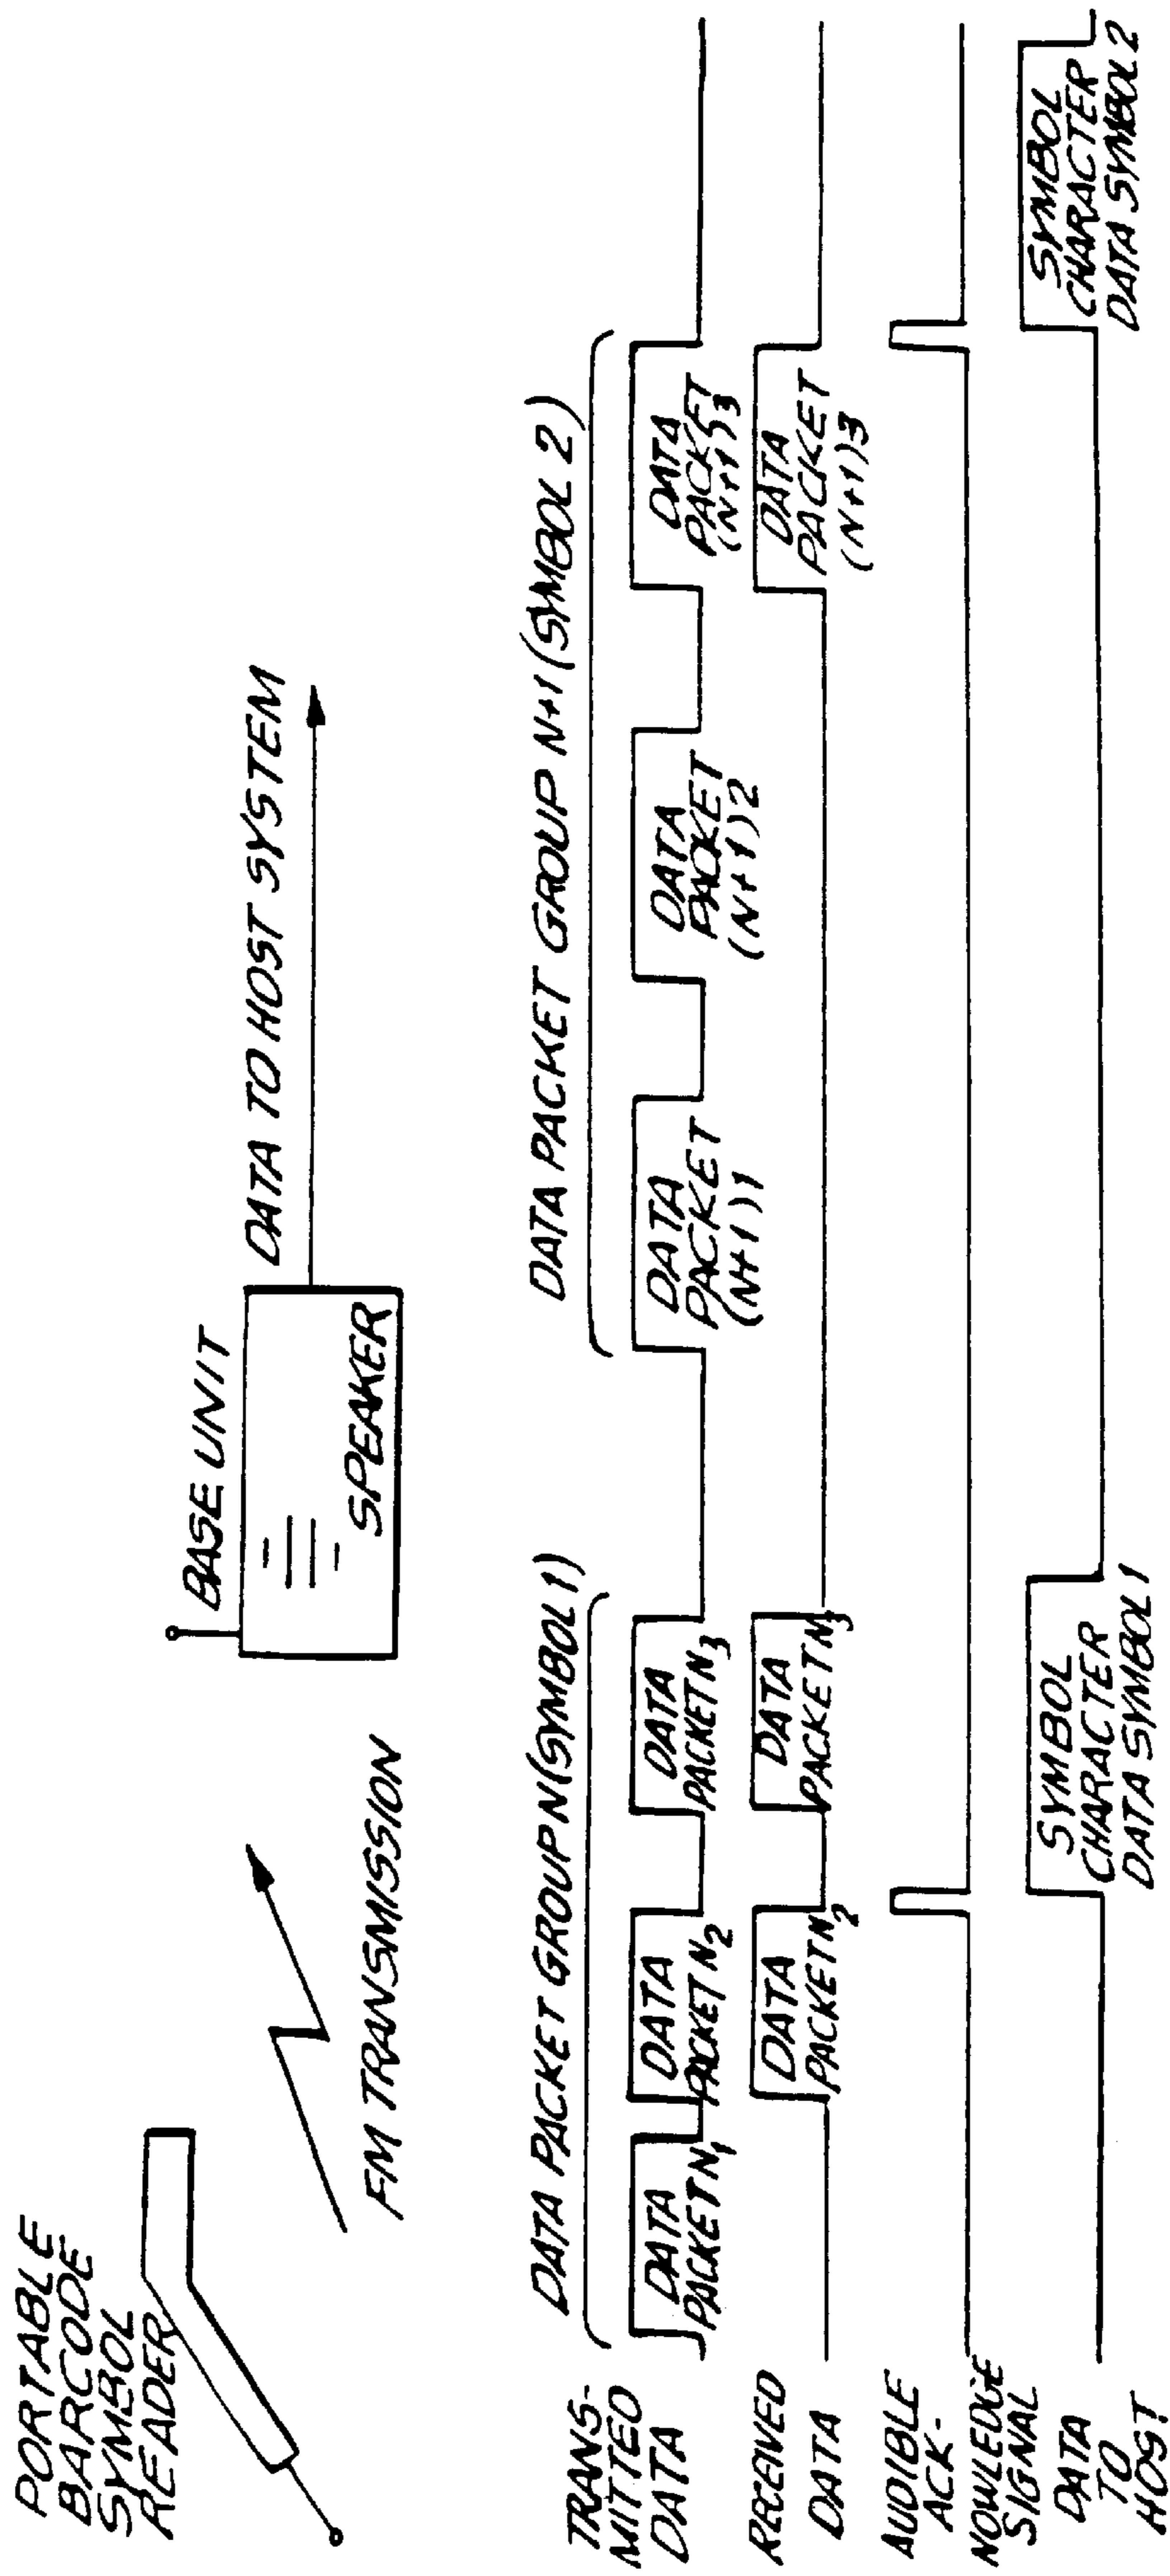 PORTABLE
BARCODE
SYMBOL
READER
FM TRANSMISSION
BASE UNIT
SPEAKER
DATA TO HOST SYSTEM
DATA PACKET GROUP N (SYMBOL 1)
DATA PACKET GROUP N+1 (SYMBOL 2)
TRANS-
MITTED
DATA
DATA
PACKET N1
DATA
PACKET N2
DATA
PACKET N3
DATA
PACKET
(N+1)1
DATA
PACKET
(N+1)2
DATA
PACKET
(N+1)3
RECEIVED
DATA
DATA
PACKET N2
DATA
PACKET N3
DATA
PACKET
(N+1)3
AUDIBLE
ACK-
NOWLEDGE
SIGNAL
DATA
TO
HOST
SYMBOL
CHARACTER
DATA SYMBOL 1
SYMBOL
CHARACTER
DATA SYMBOL 2